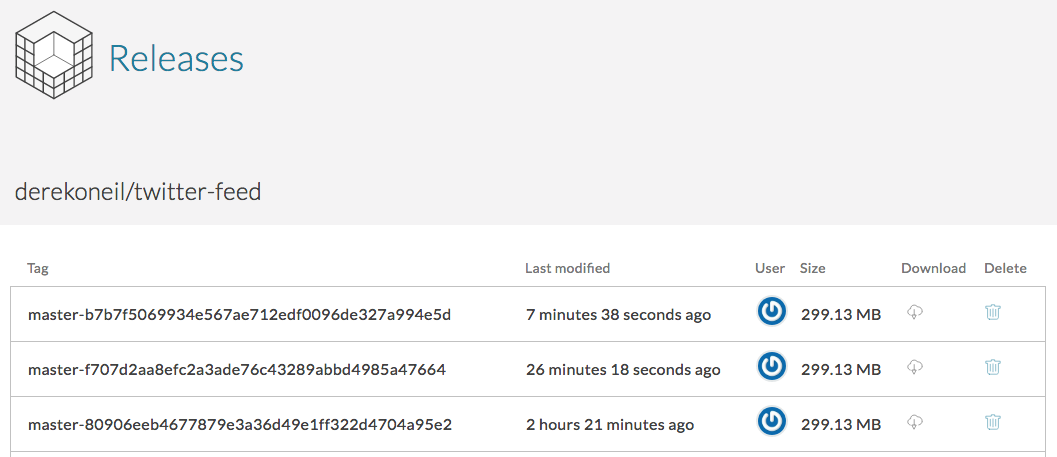 Releases
derekoneil/twitter-feed
Tag Last modified User Size Download Delete
master-b7b7f5069934e567ae712edf0096de327a994e5d 7 minutes 38 seconds ago 299.13 MB
master-f707d2aa8efc2a3ade76c43289abbd4985a47664 26 minutes 18 seconds ago 299.13 MB
master-80906eeb4677879e3a36d49e1ff322d4704a95e2 2 hours 21 minutes ago 299.13 MB